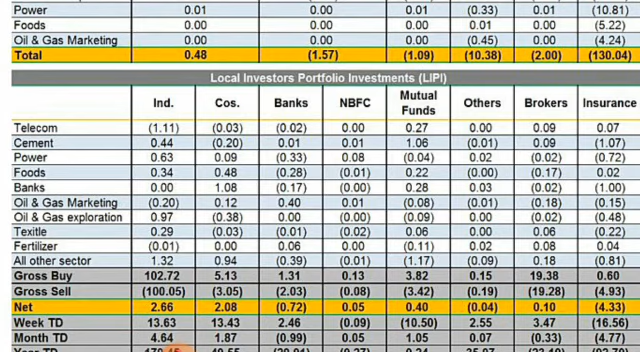 Power 0.01 0.00 0.01 (0.33) 0.01 (10.81)
Foods 0.00 0.00 0.00 0.01 0.00 (5.22)
Oil & Gas Marketing 0.00 0.00 0.00 (0.45) 0.00 (4.24)
Total 0.48 (1.57) (1.09) (10.38) (2.00) (130.04)
Local Investors Portfolio Investments (LIPI)
Ind. Cos. Banks NBFC Mutual Funds Others Brokers Insurance
Telecom (1.11) (0.03) (0.02) 0.00 0.27 0.00 0.09 0.07
Cement 0.44 (0.20) 0.01 0.01 1.06 (0.01) 0.09 (1.07)
Power 0.63 0.09 (0.33) 0.08 (0.04) 0.02 (0.02) (0.72)
Foods 0.34 0.48 (0.28) (0.01) 0.22 (0.00) (0.17) 0.02
Banks (0.00) 1.08 (0.17) (0.00) 0.28 0.03 (0.02) (1.00)
Oil & Gas Marketing (0.20) 0.12 0.40 0.01 (0.08) (0.01) (0.18) (0.15)
Oil & Gas exploration 0.97 (0.38) 0.00 (0.00) (0.09) 0.00 (0.02) (0.48)
Texitle 0.29 (0.03) (0.01) (0.02) 0.06 0.00 0.06 (0.22)
Fertilizer (0.01) 0.00 0.06 0.00 (0.11) 0.02 0.08 0.04
All other sector 1.32 0.94 (0.39) (0.01) (1.17) (0.09) 0.18 (0.81)
Gross Buy 102.72 5.13 1.31 0.13 3.82 0.15 19.38 0.60
Gross Sell (100.05) (3.05) (2.03) (0.08) (3.42) (0.19) (19.28) (4.93)
Net 2.66 2.08 (0.72) 0.05 0.40 (0.04) 0.10 (4.33)
Week TD 13.63 13.43 2.46 (0.09) (10.50) 2.55 3.47 (16.56)
Month TD 4.64 1.87 (0.99) 0.05 1.05 0.07 (0.33) (4.77)